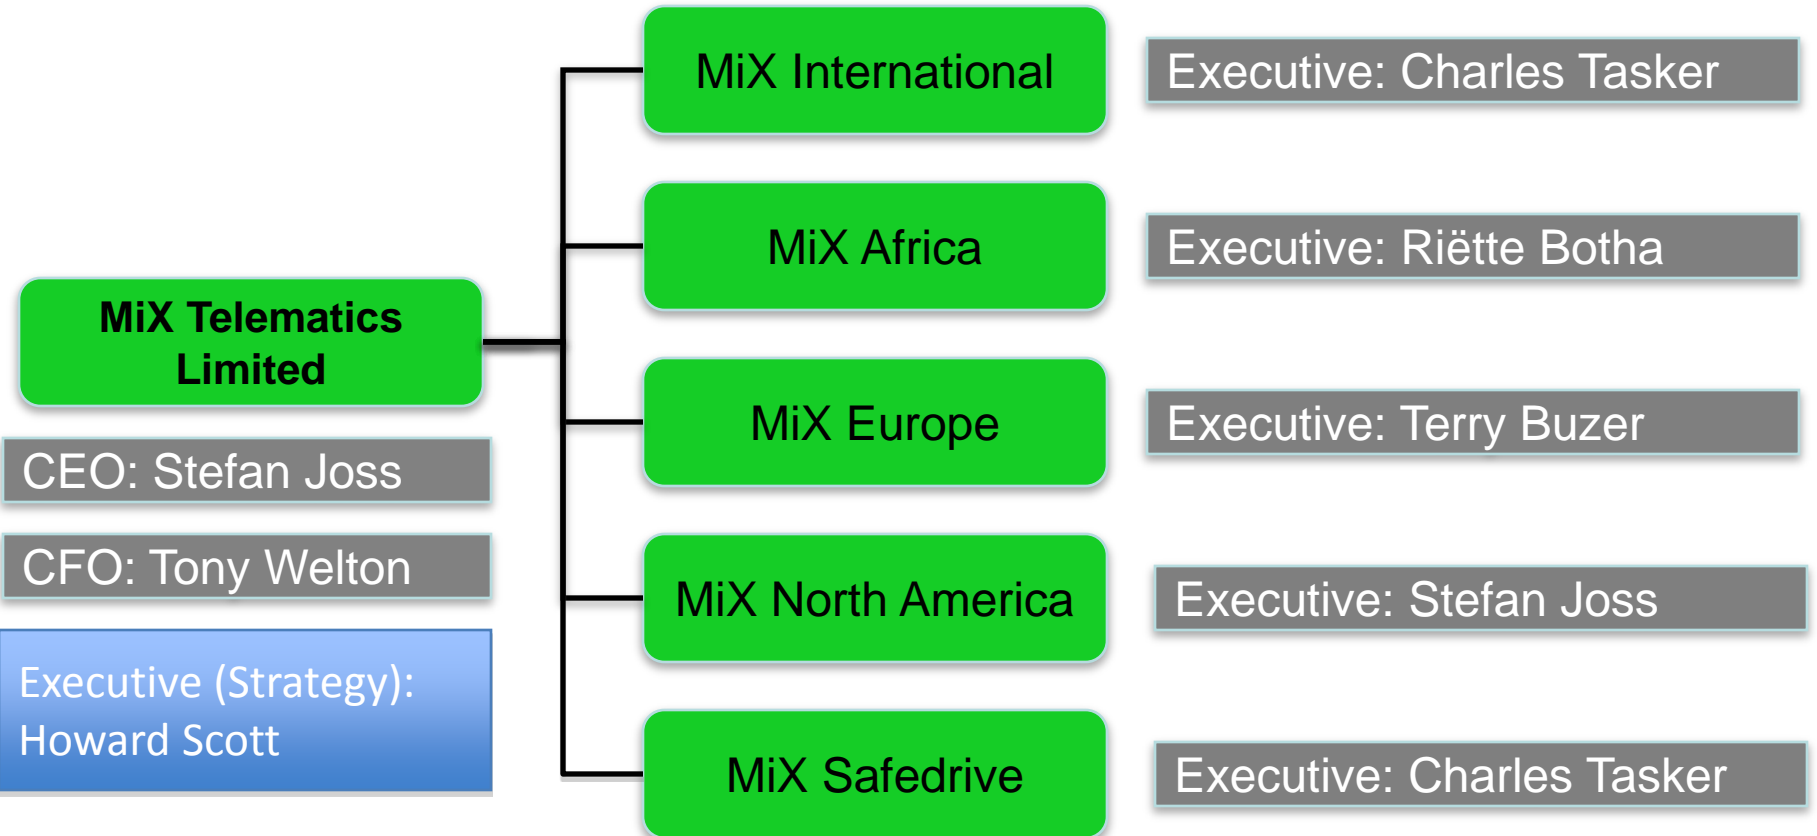 MiX International
Executive: Charles Tasker
MiX Africa
Executive: Riëtte Botha
MiX Telematics
Limited
MiX Europe
Executive: Terry Buzer
CEO: Stefan Joss
CFO: Tony Welton
MiX North America
Executive: Stefan Joss
Executive (Strategy):
Howard Scott
MiX Safedrive
Executive: Charles Tasker